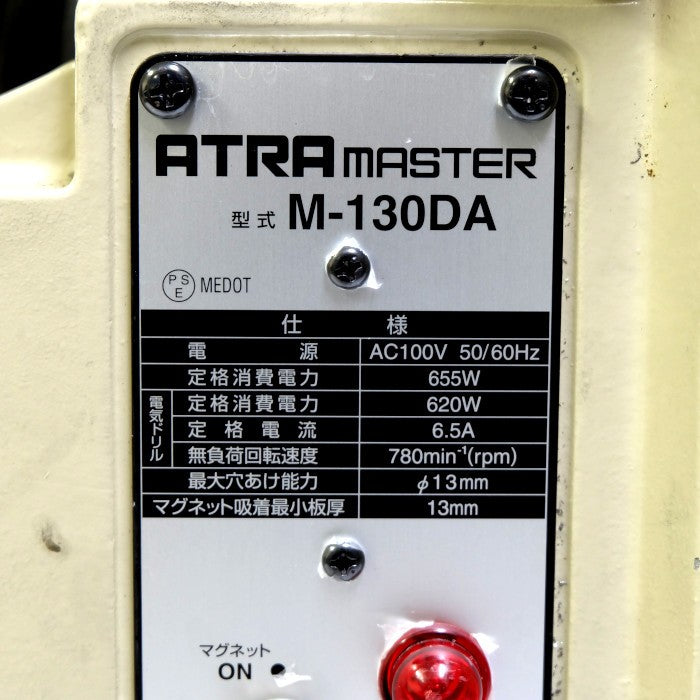 ATRA MASTER
型式 M-130DA
PSE MEDOT
仕様
電源 AC100V 50/60Hz
定格消費電力 655W
電気ドリル
定格消費電力 620W
定格電流 6.5A
無負荷回転速度 780min⁻¹(rpm)
最大穴あけ能力 φ13mm
マグネット吸着最小板厚 13mm
マグネット
ON